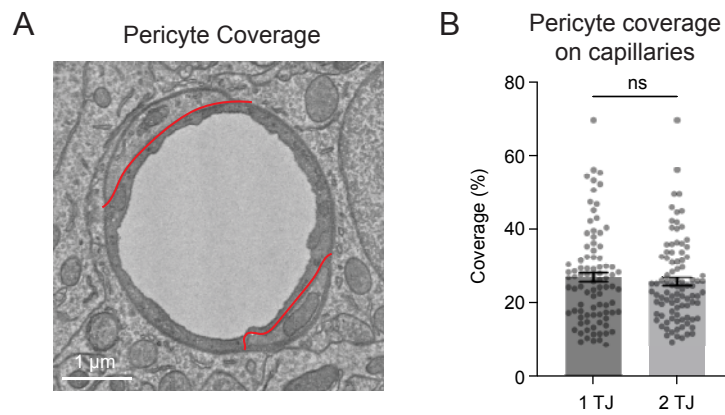 A
Pericyte Coverage
1 µm
B
Pericyte coverage
on capillaries
ns
Coverage (%)
80
60
40
20
0
1 TJ
2 TJ